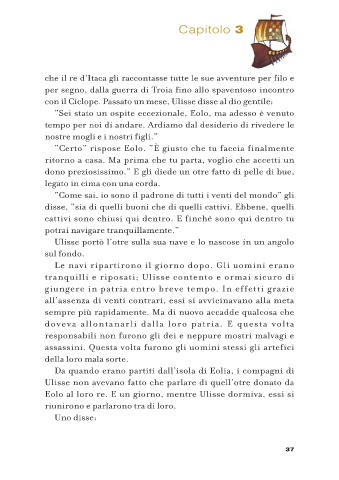 Capitolo 3
che il re d'Itaca gli raccontasse tutte le sue avventure per filo e
per segno, dalla guerra di Troia fino allo spaventoso incontro
con il Ciclope. Passato un mese, Ulisse disse al dio gentile:
"Sei stato un ospite eccezionale, Eolo, ma adesso è venuto
tempo per noi di andare. Ardiamo dal desiderio di rivedere le
nostre mogli e i nostri figli."
"Certo" rispose Eolo. "È giusto che tu faccia finalmente
ritorno a casa. Ma prima che tu parta, voglio che accetti un
dono preziosissimo." E gli diede un otre fatto di pelle di bue,
legato in cima con una corda.
"Come sai, io sono il padrone di tutti i venti del mondo" gli
disse, "sia di quelli buoni che di quelli cattivi. Ebbene, quelli
cattivi sono chiusi qui dentro. E finché sono qui dentro tu
potrai navigare tranquillamente."
Ulisse portò l'otre sulla sua nave e lo nascose in un angolo
sul fondo.
Le navi ripartirono il giorno dopo. Gli uomini erano
tranquilli e riposati; Ulisse contento e ormai sicuro di
giungere in patria entro breve tempo. In effetti grazie
all'assenza di venti contrari, essi si avvicinavano alla meta
sempre più rapidamente. Ma di nuovo accadde qualcosa che
doveva allontanarli dalla loro patria. E questa volta
responsabili non furono gli dei e neppure mostri malvagi e
assassini. Questa volta furono gli uomini stessi gli artefici
della loro mala sorte.
Da quando erano partiti dall'isola di Eolia, i compagni di
Ulisse non avevano fatto che parlare di quell'otre donato da
Eolo al loro re. E un giorno, mentre Ulisse dormiva, essi si
riunirono e parlarono tra di loro.
Uno disse:
37